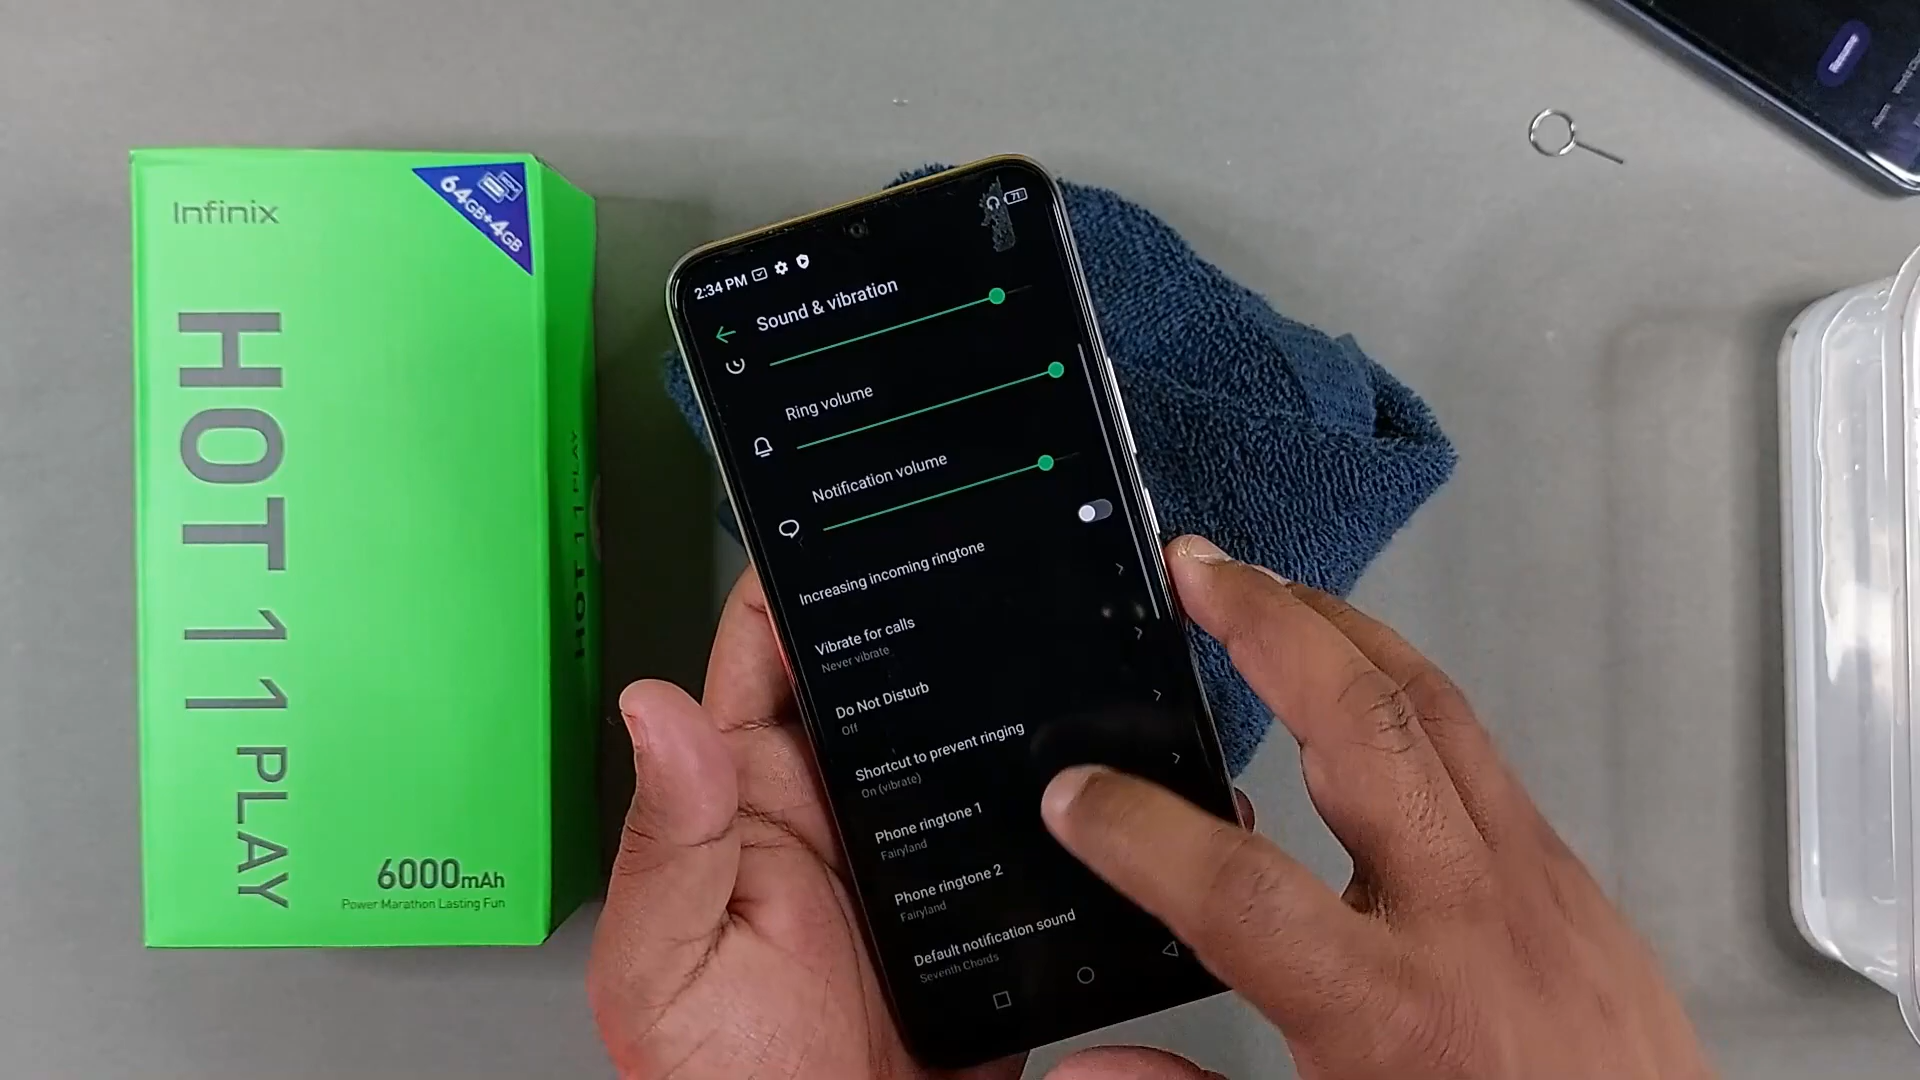 Infinix
64GB+4GB
HOT 11 PLAY
6000mAh
Power Marathon Lasting Fun
HOT 11 PLAY
2:34 PM
71
Sound & vibration
Ring volume
Notification volume
Increasing incoming ringtone
Vibrate for calls
Never vibrate
Do Not Disturb
Off
Shortcut to prevent ringing
On (vibrate)
Phone ringtone 1
Fairyland
Phone ringtone 2
Fairyland
Default notification sound
Seventh Chords
Alarm